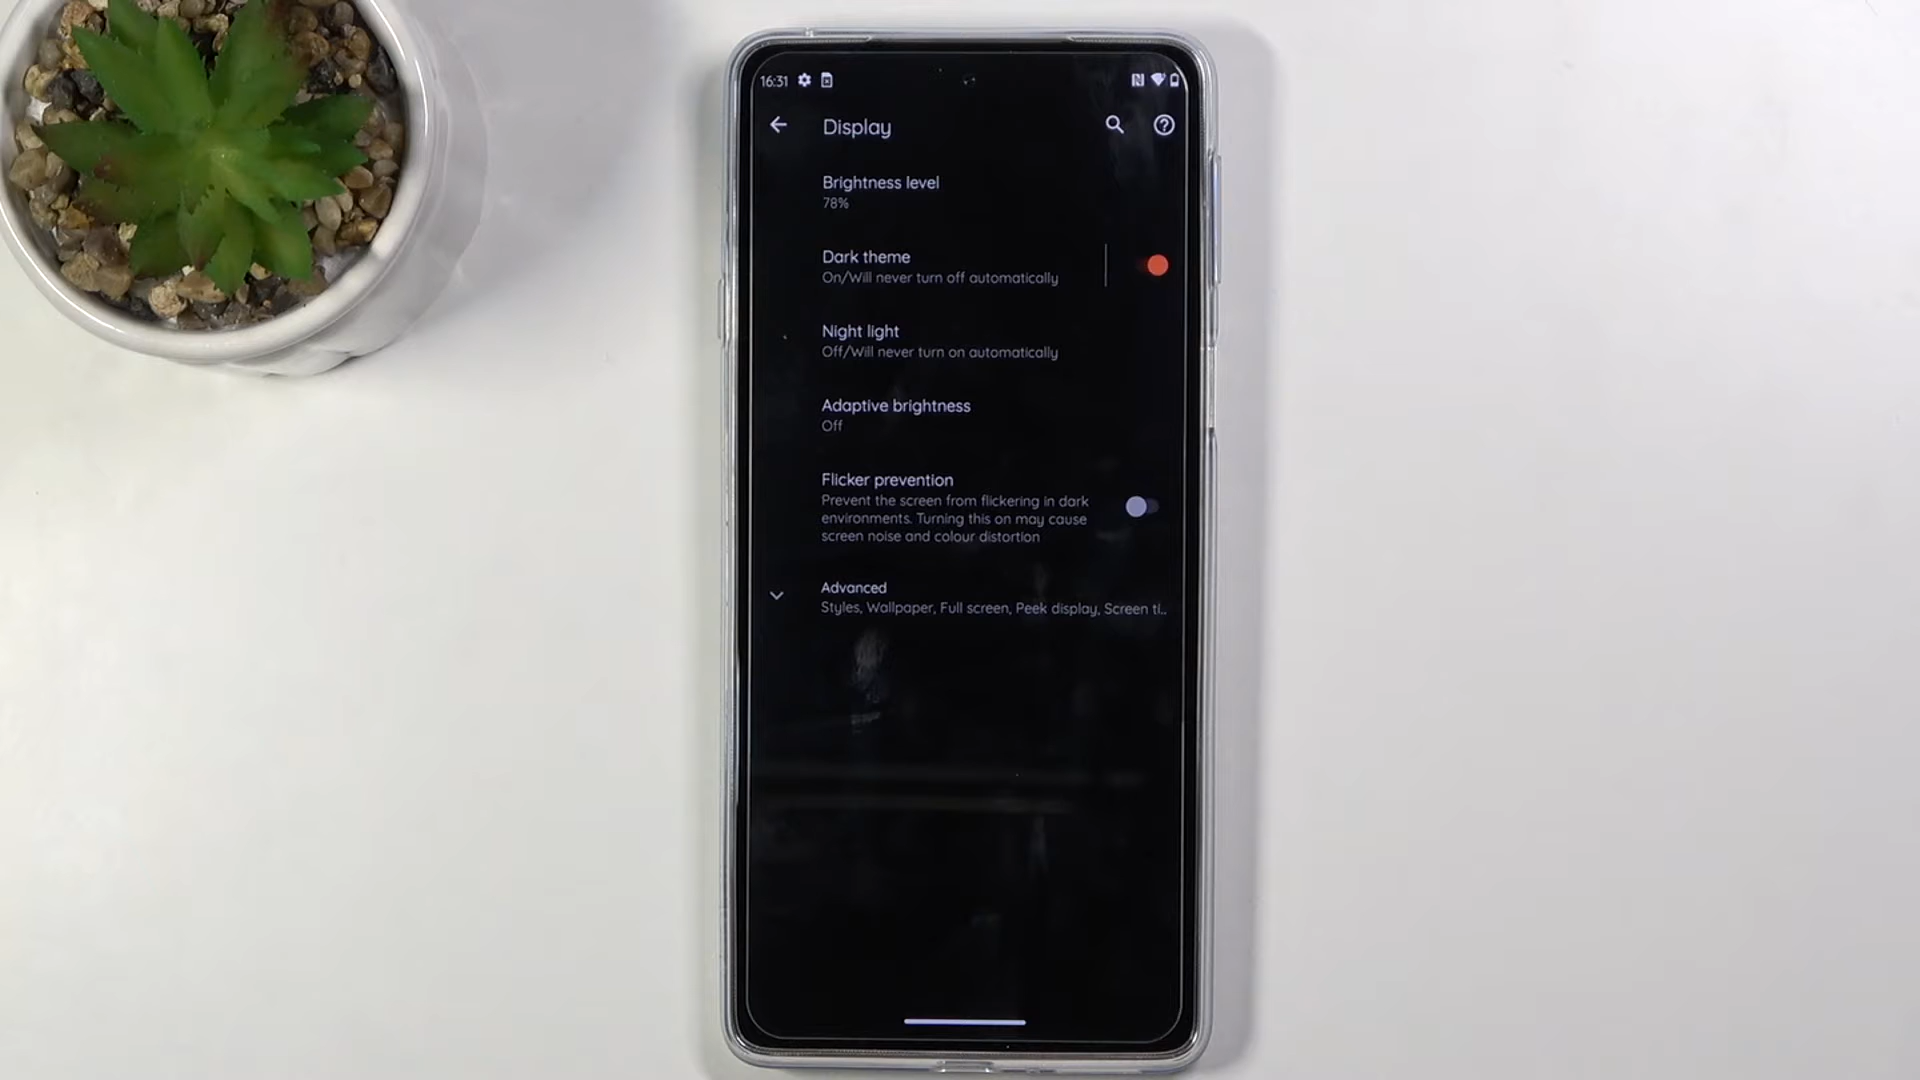 16:31
Display
Brightness level
78%
Dark theme
On/Will never turn off automatically
Night light
Off/Will never turn on automatically
Adaptive brightness
Off
Flicker prevention
Prevent the screen from flickering in dark
environments. Turning this on may cause
screen noise and colour distortion
Advanced
Styles, Wallpaper, Full screen, Peek display, Screen ti..